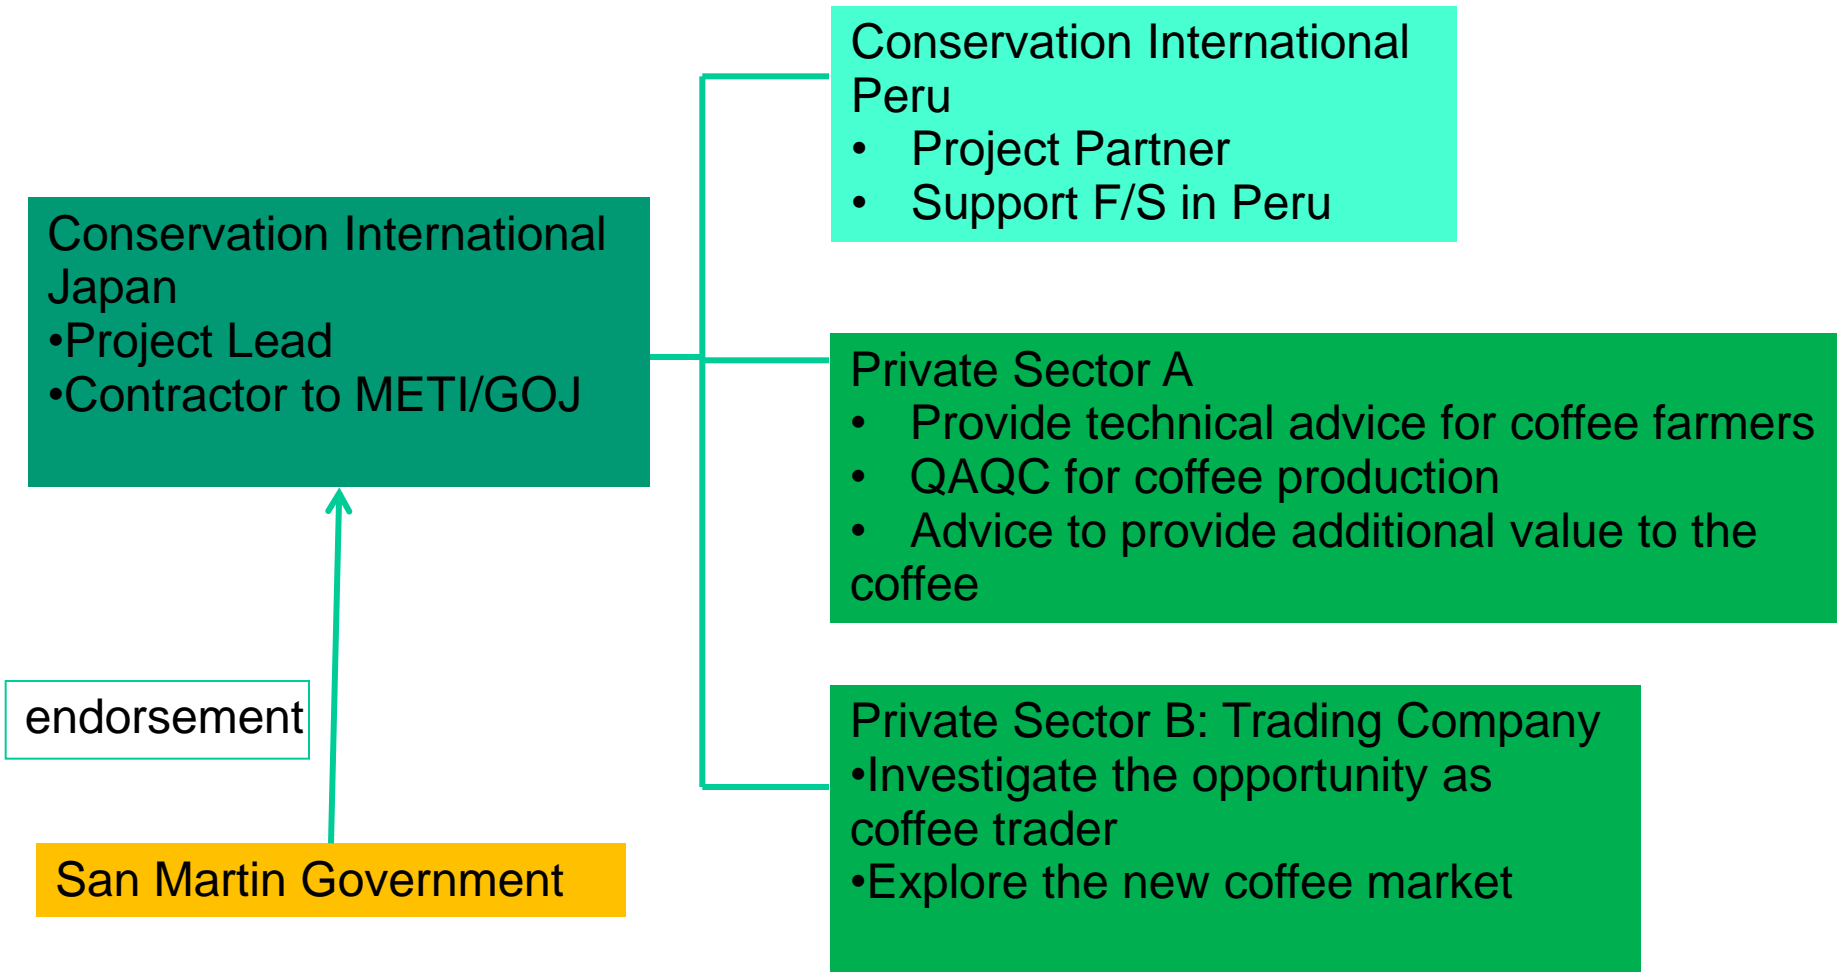 Conservation International
Japan
•Project Lead
•Contractor to METI/GOJ
endorsement
San Martin Government
Conservation International
Peru
• Project Partner
• Support F/S in Peru
Private Sector A
• Provide technical advice for coffee farmers
• QAQC for coffee production
• Advice to provide additional value to the
coffee
Private Sector B: Trading Company
•Investigate the opportunity as
coffee trader
•Explore the new coffee market